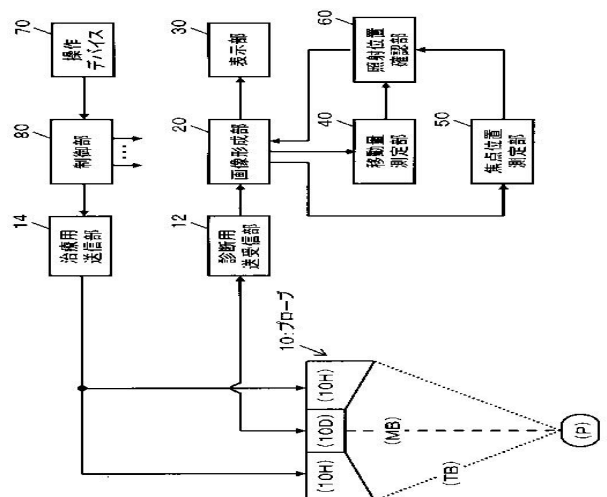 70
操作
デバイス
80
制御部
14
治療用
送信部
30
表示部
20
画像形成部
12
診断用
送受信部
60
照射位置
確認部
40
移動量
測定部
50
焦点位置
測定部
10:プローブ
(10H)
(10D)
(10H)
(MB)
(TB)
(P)